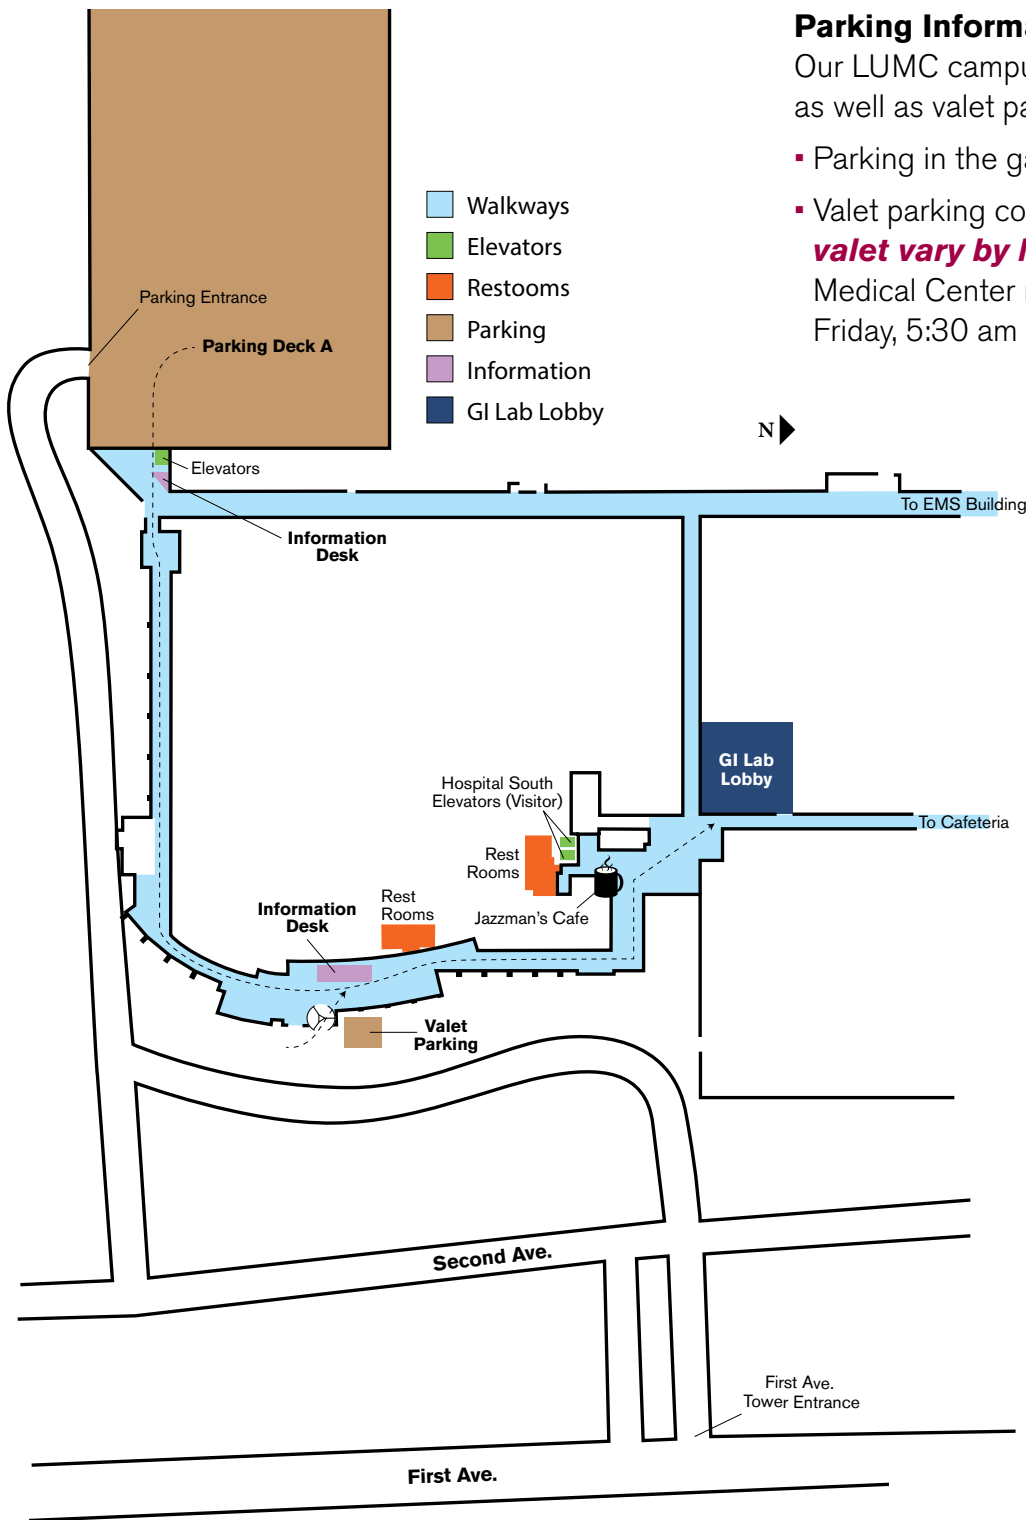 Parking Informa
Our LUMC campu
as well as valet pa
▪ Parking in the ga
▪ Valet parking co
valet vary by l
Medical Center
Friday, 5:30 am
Walkways
Elevators
Restooms
Parking
Information
GI Lab Lobby
Parking Entrance
Parking Deck A
N
Elevators
To EMS Building
Information
Desk
GI Lab
Lobby
Hospital South
Elevators (Visitor)
To Cafeteria
Rest
Rooms
Rest
Rooms
Information
Desk
Jazzman's Cafe
Valet
Parking
Second Ave.
First Ave.
Tower Entrance
First Ave.